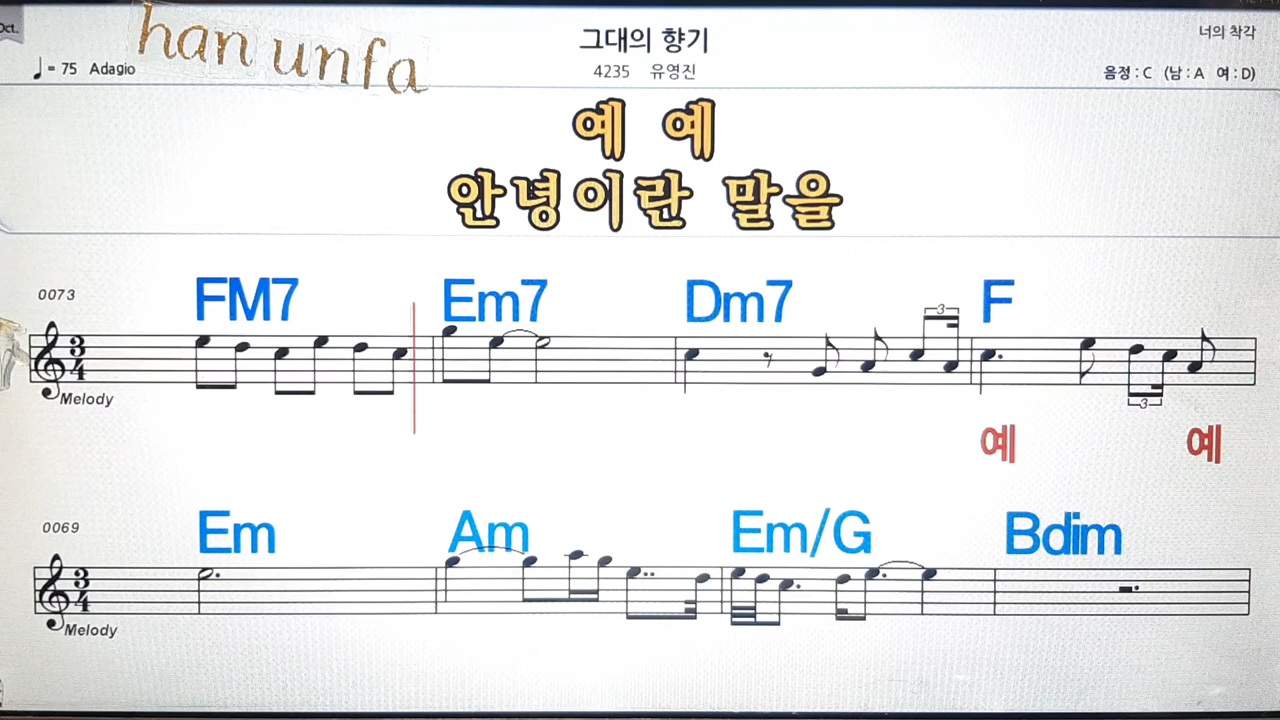 Oct.
han unfa
그대의 향기
너의 착각
♩ = 75 Adagio
4235 유영진
음정 : C (남 : A 여 : D)
예 예
안녕이란 말을
0073
FM7 Em7 Dm7 F
3 4
3
3
Melody
예 예
0069
Em Am Em/G Bdim
3 4
Melody